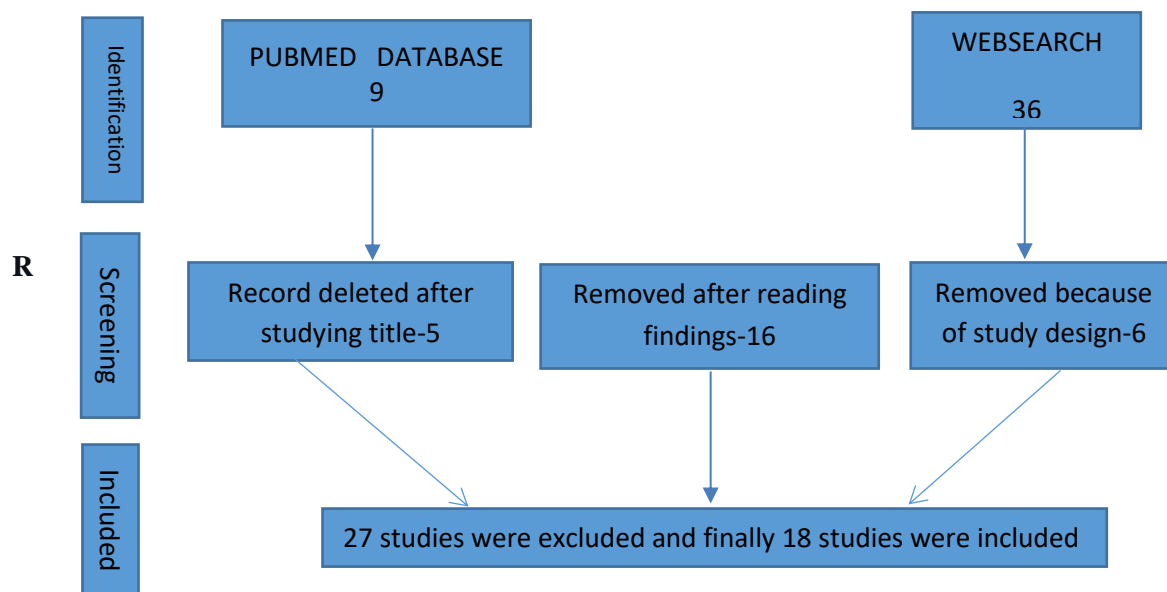 Identification
PUBMED DATABASE
9
WEBSEARCH
36
R
Screening
Record deleted after
studying title-5
Removed after reading
findings-16
Removed because
of study design-6
Included
27 studies were excluded and finally 18 studies were included